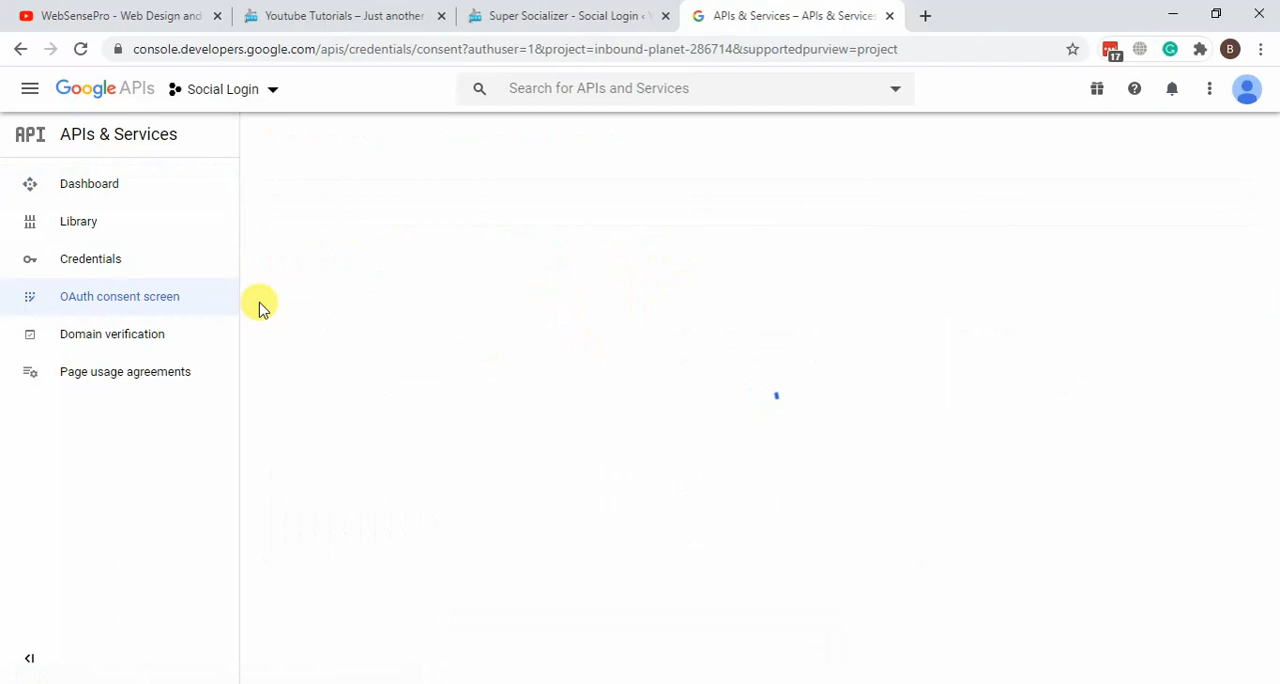 WebSensePro - Web Design and
Youtube Tutorials – Just another
Super Socializer - Social Login ‹
APIs & Services – APIs & Services
console.developers.google.com/apis/credentials/consent?authuser=1&project=inbound-planet-286714&supportedpurview=project
17
B
Google APIs
Social Login
Search for APIs and Services
API
APIs & Services
Dashboard
Library
Credentials
OAuth consent screen
Domain verification
Page usage agreements